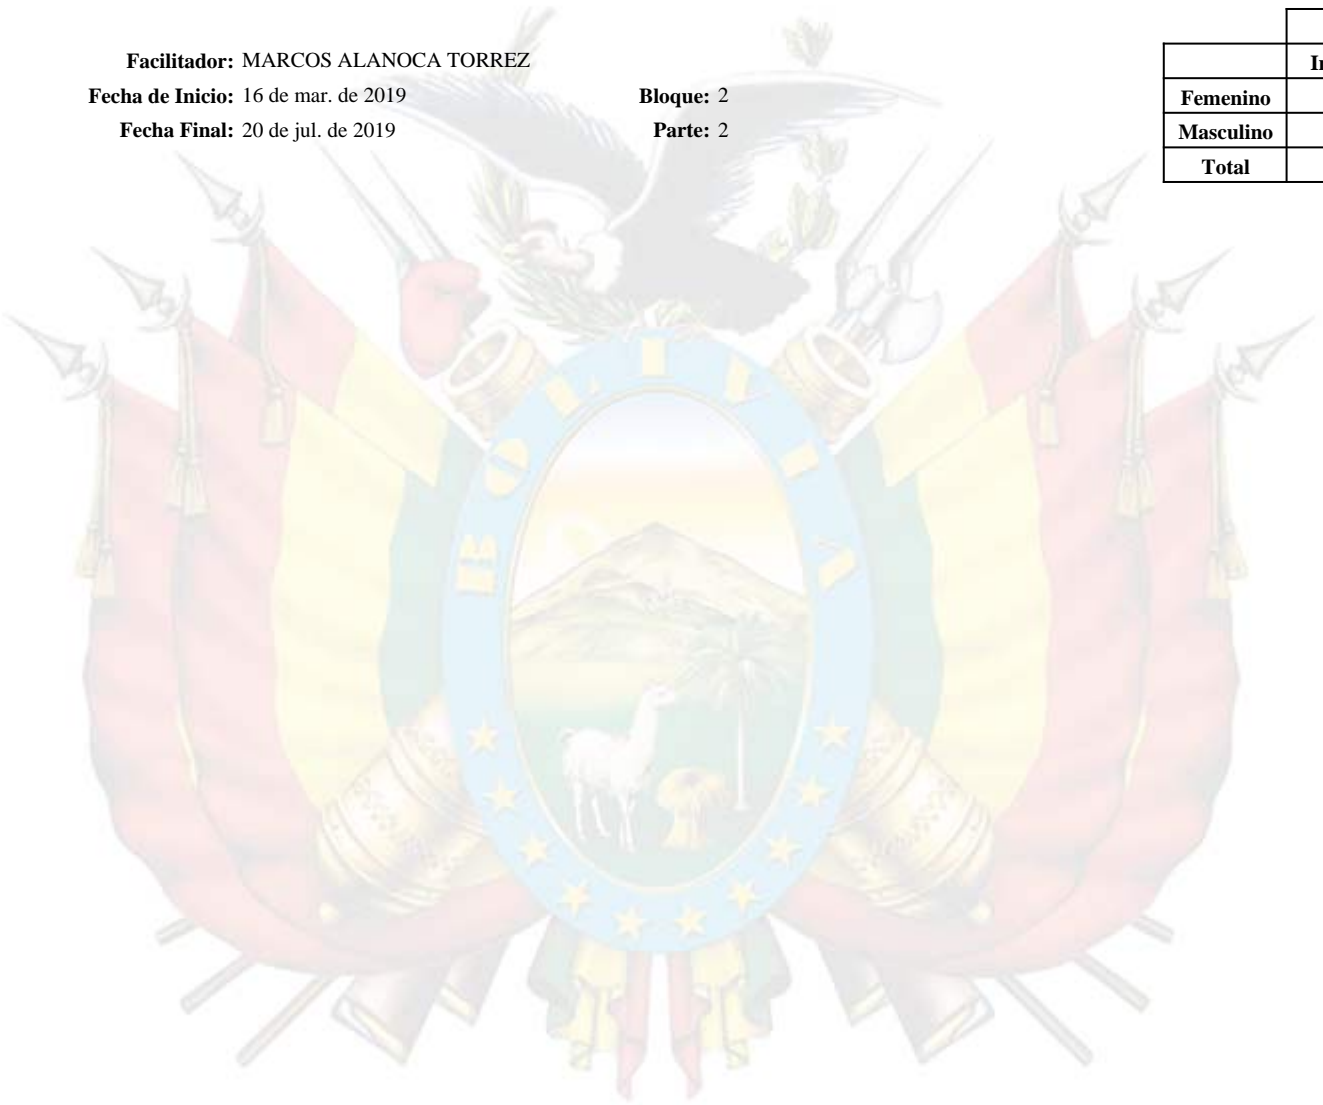 Facilitador: MARCOS ALANOCA TORREZ
Fecha de Inicio: 16 de mar. de 2019 Bloque: 2
Fecha Final: 20 de jul. de 2019 Parte: 2
Femenino
Masculino
Total
BOLIVIA